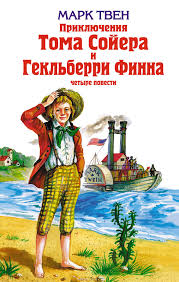 МАРК ТВЕН
Приключения
Тома Сойера
и
Гекльберри Финна
ЧЕТЫРЕ ПОВЕСТИ